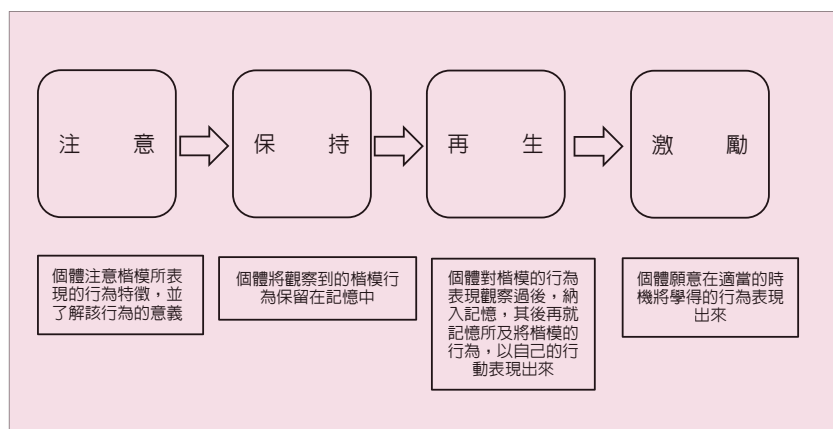 注 意
保 持
再 生
激 勵
個體注意楷模所表
現的行為特徵，並
了解該行為的意義
個體將觀察到的楷模行
為保留在記憶中
個體對楷模的行為
表現觀察過後，納
入記憶，其後再就
記憶所及將楷模的
行為，以自己的行
動表現出來
個體願意在適當的時
機將學得的行為表現
出來